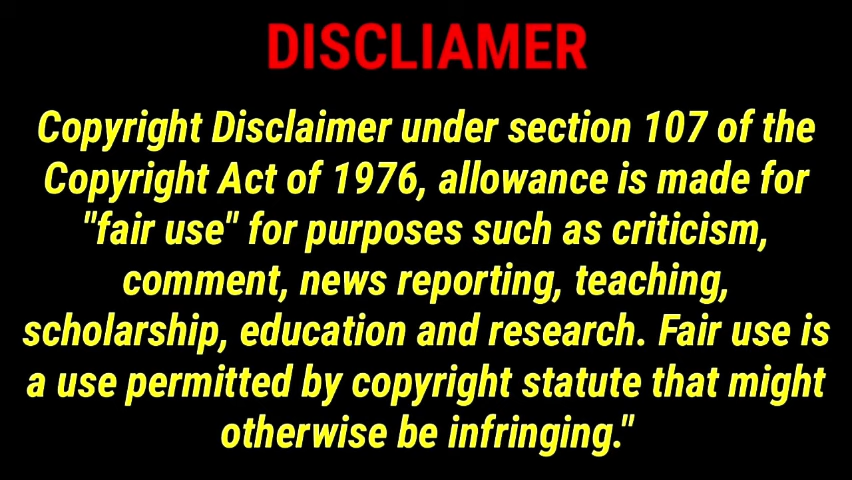 DISCLIAMER
Copyright Disclaimer under section 107 of the
Copyright Act of 1976, allowance is made for
"fair use" for purposes such as criticism,
comment, news reporting, teaching,
scholarship, education and research. Fair use is
a use permitted by copyright statute that might
otherwise be infringing."